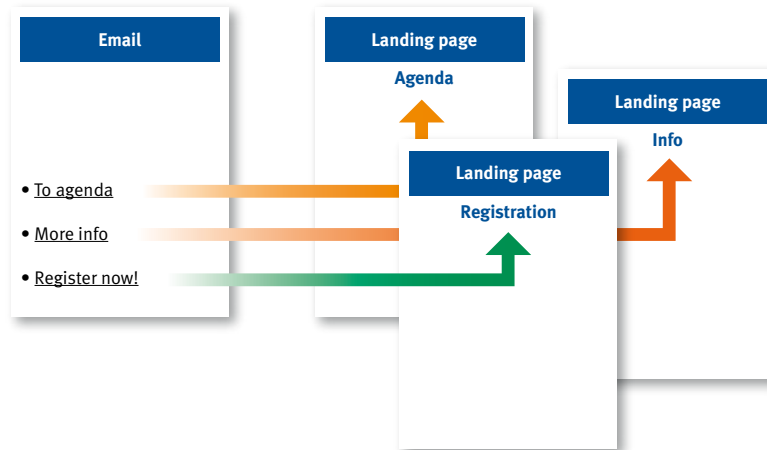 Email
• To agenda
• More info
• Register now!
Landing page
Agenda
Landing page
Registration
Landing page
Info